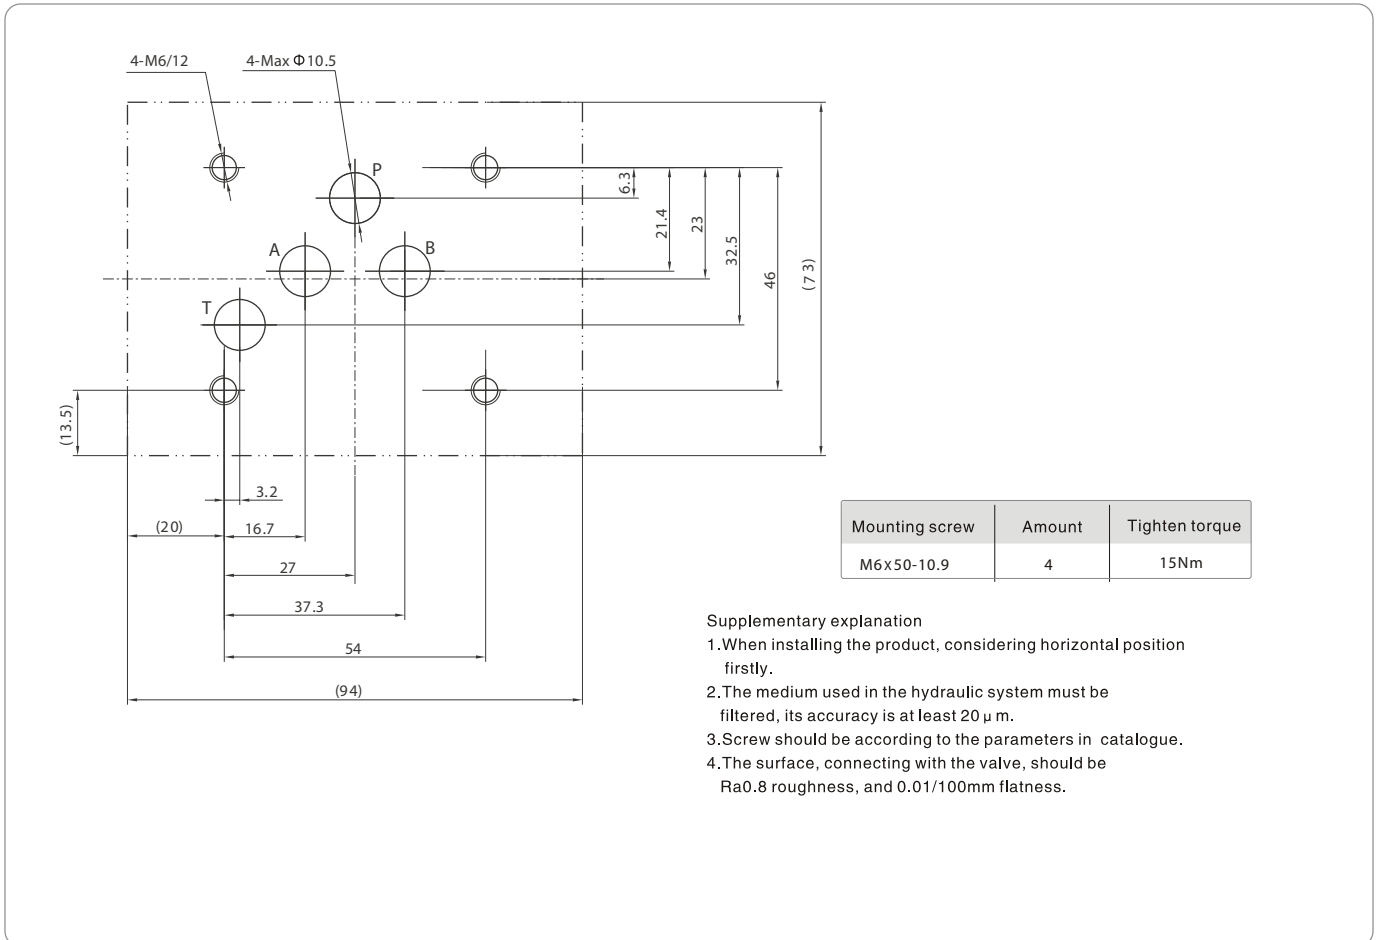 4-M6/12
4-Max Φ10.5
P
A
B
T
6.3
21.4
23
32.5
46
(73)
(13.5)
3.2
(20)
16.7
27
37.3
54
(94)
Mounting screw Amount Tighten torque
M6x50-10.9 4 15Nm
Supplementary explanation
1.When installing the product, considering horizontal position
firstly.
2.The medium used in the hydraulic system must be
filtered, its accuracy is at least 20μm.
3.Screw should be according to the parameters in catalogue.
4.The surface, connecting with the valve, should be
Ra0.8 roughness, and 0.01/100mm flatness.